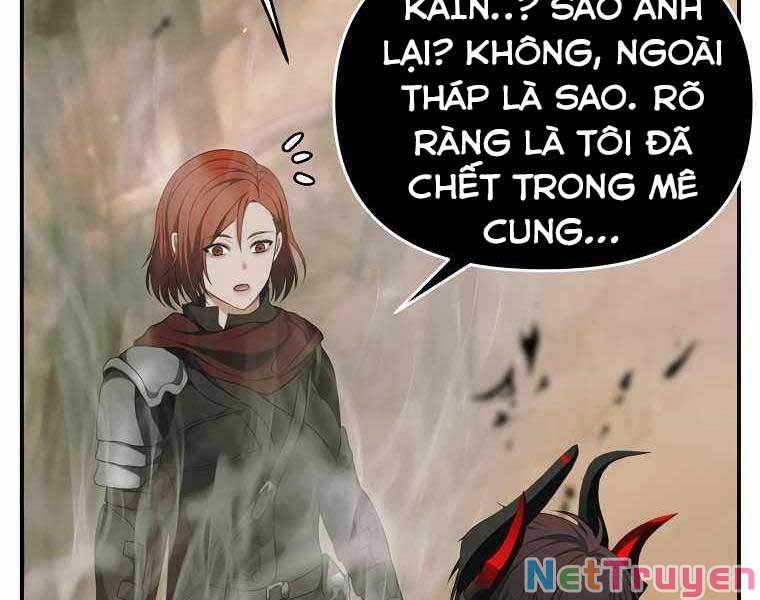 KAIN..? SAO ANH
LẠI? KHÔNG, NGOÀI
THÁP LÀ SAO. RÕ
RÀNG LÀ TÔI ĐÃ
CHẾT TRONG MÊ
CUNG...
NetTruyen